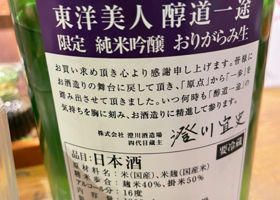 東洋美人 醇道一途
限定 純米吟醸 おりがらみ生
お買い求め頂き心より感謝申し上げます。皆様に
お酒造りの舞台に戻して頂き、「原点」から「一歩」を
踏み出させて頂きました。いつ何時も「醇道一途」の
気持ちを胸に刻み、お酒造りに精進して参ります。
株式会社 澄川酒造場
四代目蔵主 澄川宜史
要冷蔵
品目:日本酒
原材料名:米(国産米)、米麹(国産米)
麹米40%、掛米50%
アルコール分:16度